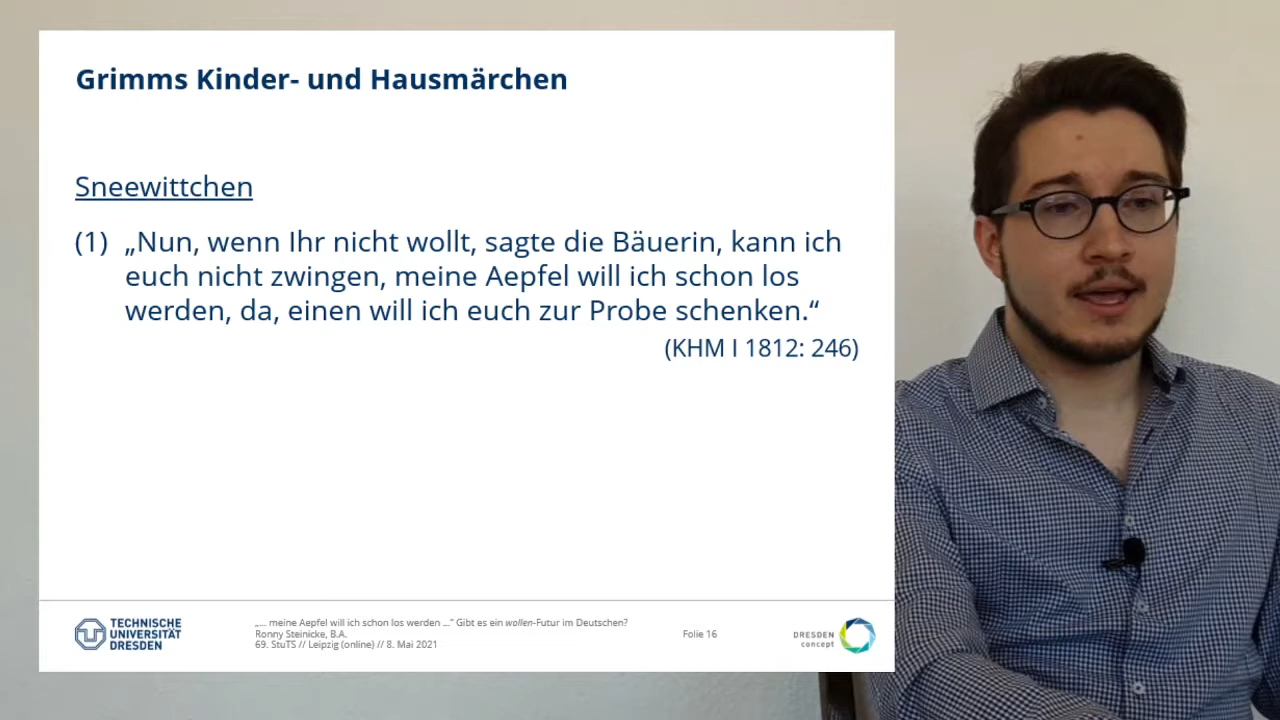 Grimms Kinder- und Hausmärchen
Sneewittchen
(1) „Nun, wenn Ihr nicht wollt, sagte die Bäuerin, kann ich
euch nicht zwingen, meine Aepfel will ich schon los
werden, da, einen will ich euch zur Probe schenken.“
(KHM I 1812: 246)
TECHNISCHE
UNIVERSITÄT
DRESDEN
„... meine Aepfel will ich schon los werden ...“ Gibt es ein wollen-Futur im Deutschen?
Ronny Steinicke, B.A.
69. StuTS // Leipzig (online) // 8. Mai 2021
Folie 16
DRESDEN
concept